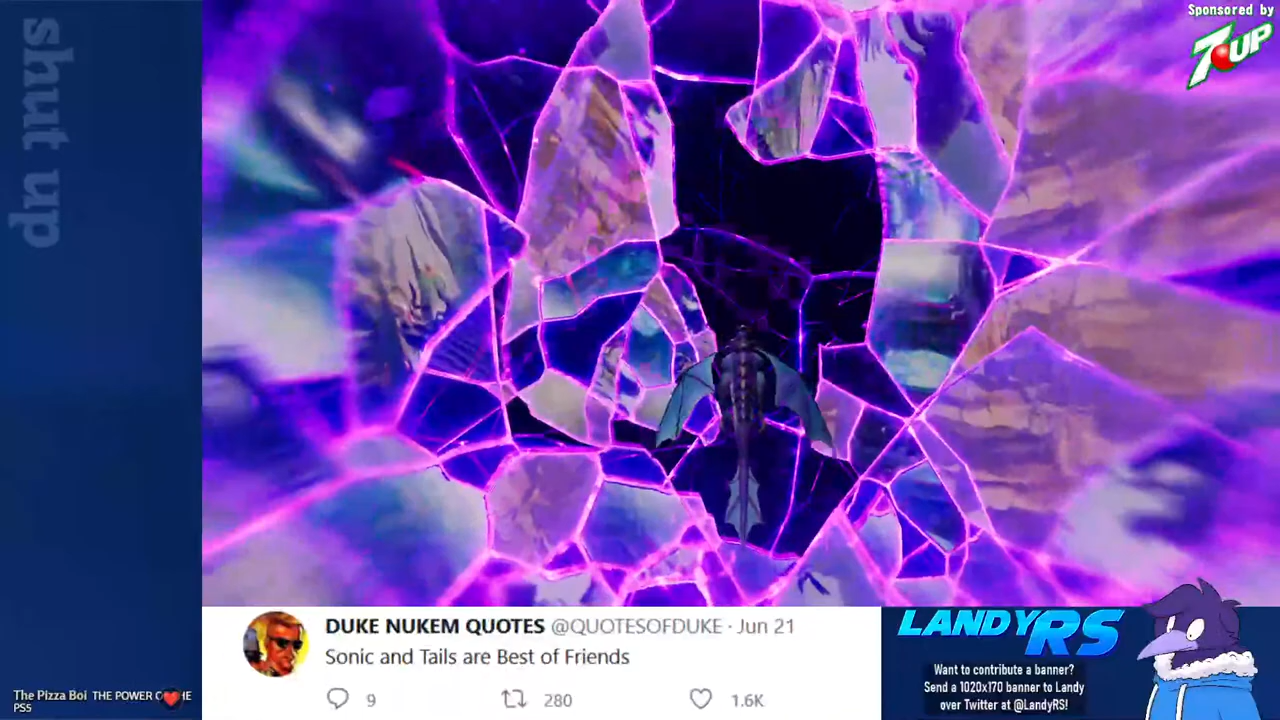 shut up
Sponsored by
7UP
DUKE NUKEM QUOTES @QUOTESOFDUKE · Jun 21
Sonic and Tails are Best of Friends
9 280 1.6K
LANDYRS
Want to contribute a banner?
Send a 1020x170 banner to Landy
over Twitter at @LandyRS!
The Pizza Boi THE POWER HE
PS5